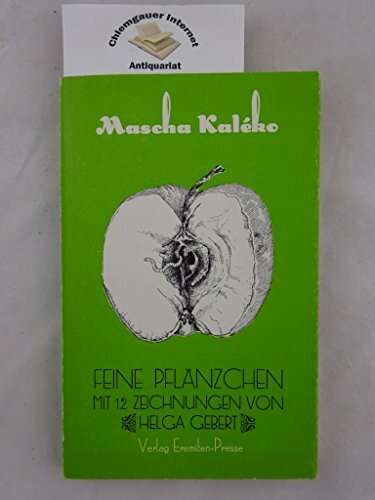 Chiemgauer Internet
Antiquariat
Mascha Kaléko
FEINE PFLÄNZCHEN
MIT 12 ZEICHNUNGEN VON
HELGA GEBERT
Verlag Eremiten-Presse